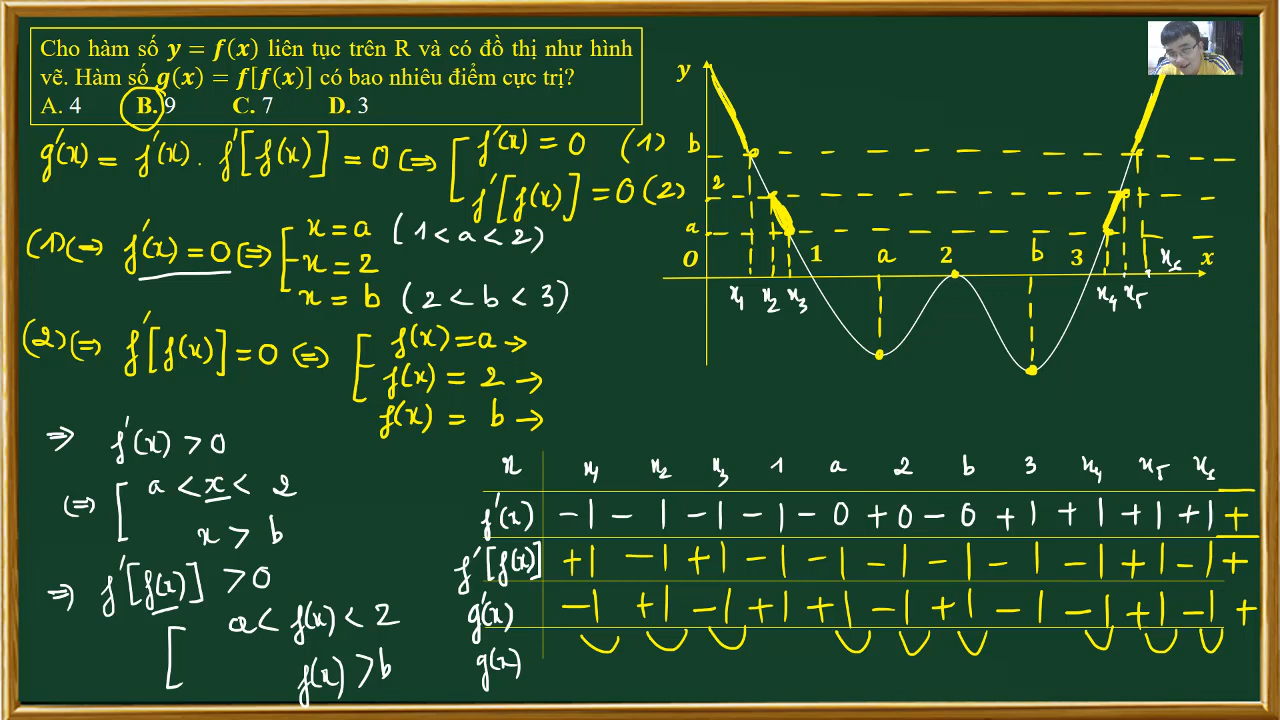 Cho hàm số y = f(x) liên tục trên R và có đồ thị như hình
vẽ. Hàm số g(x) = f[f(x)] có bao nhiêu điểm cực trị?
A. 4 B. 9 C. 7 D. 3
g'(x) = f'(x) . f'[f(x)] = 0 (=) [ f'(x) = 0 (1)
f'[f(x)] = 0 (2)
(1) (=) f'(x) = 0 (=) [ x = a (1 < a < 2)
x = 2
x = b (2 < b < 3)
(2) (=) f'[f(x)] = 0 (=) [ f(x) = a →
f(x) = 2 →
f(x) = b →
⇒ f'(x) > 0
(=) [ a < x < 2
x > b
⇒ f'[f(x)] > 0
[ a < f(x) < 2
f(x) > b
y
b
2
a
O 1 a 2 b 3 x
x₁ x₂ x₃ x₄ x₅ x₆
x x₁ x₂ x₃ 1 a 2 b 3 x₄ x₅ x₆
f'(x) - | - | - | - | - 0 + 0 - 0 + | + | + | + | +
f'[f(x)] + | - | + | - | - | - | - | - | - | + | - | +
g'(x) - | + | - | + | + | - | + | - | - | + | - | +
g(x)